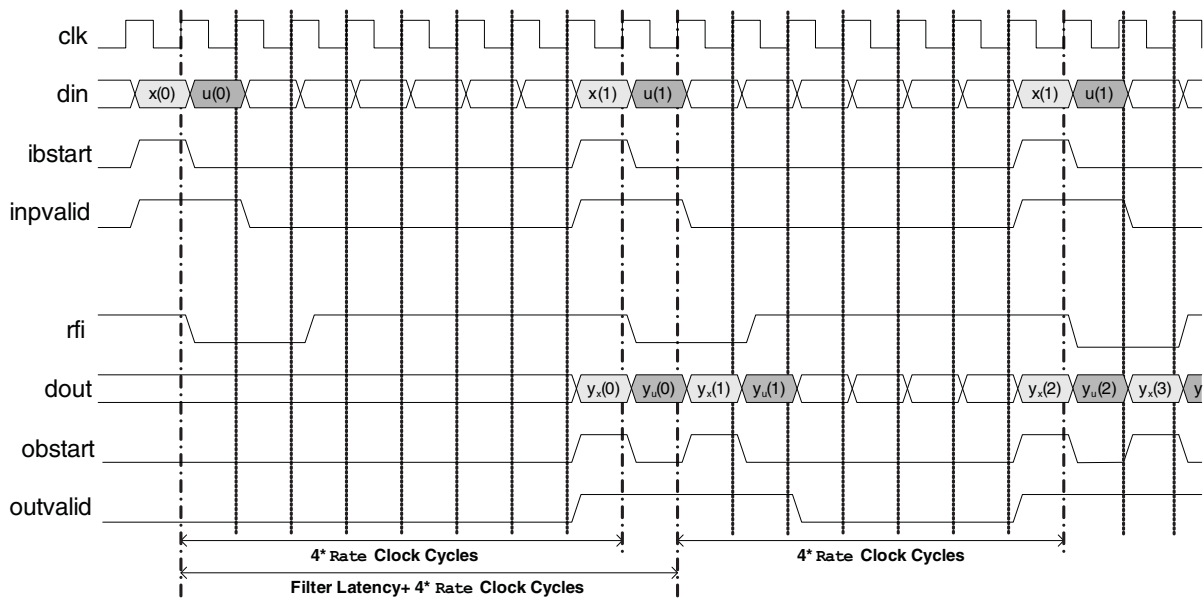 clk
din x(0) u(0) x(1) u(1) x(1) u(1)
ibstart
inpvalid
rfi
dout yₓ(0) yᵤ(0) yₓ(1) yᵤ(1) yₓ(2) yᵤ(2) yₓ(3) y
obstart
outvalid
4* Rate Clock Cycles 4* Rate Clock Cycles
Filter Latency+ 4* Rate Clock Cycles